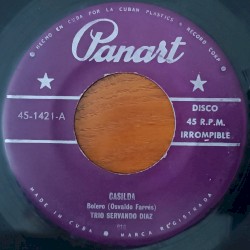 HECHO EN CUBA POR LA CUBAN PLASTICS & RECORD CORP
Panart
45-1421-A
DISCO
45 R.P.M.
IRROMPIBLE
CASILDA
Bolero (Osvaldo Farres)
TRIO SERVANDO DIAZ
MADE IN CUBA
MARCA REGISTRADA